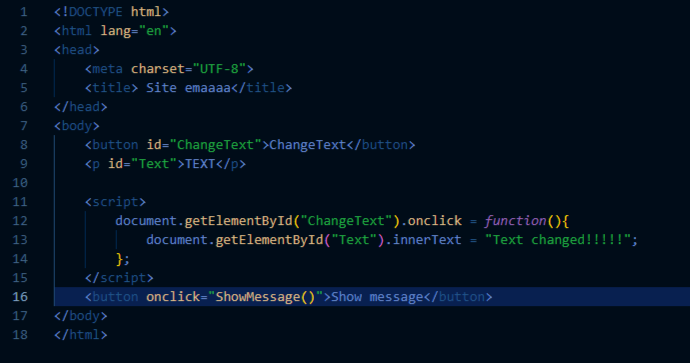 1 <!DOCTYPE html>
2 <html lang="en">
3 <head>
4     <meta charset="UTF-8">
5     <title> Site emaaaa</title>
6 </head>
7 <body>
8     <button id="ChangeText">ChangeText</button>
9     <p id="Text">TEXT</p>
10
11     <script>
12         document.getElementById("ChangeText").onclick = function(){
13             document.getElementById("Text").innerText = "Text changed!!!!!";
14         };
15     </script>
16     <button onclick="ShowMessage()">Show message</button>
17 </body>
18 </html>